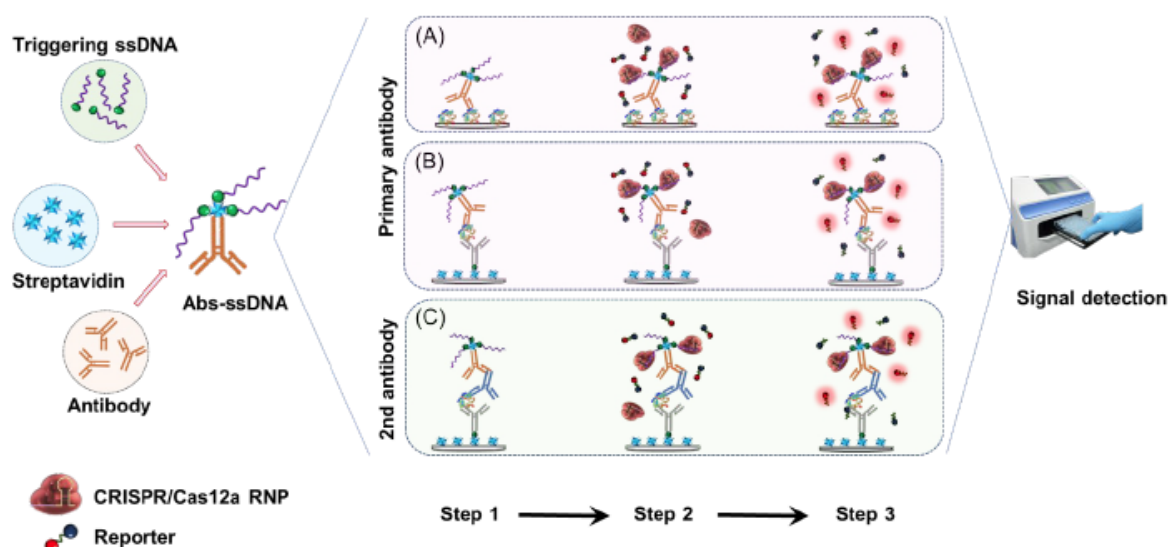 Triggering ssDNA
Streptavidin
Antibody
Abs-ssDNA
Primary antibody
(A)
(B)
2nd antibody
(C)
Signal detection
CRISPR/Cas12a RNP
Reporter
Step 1
Step 2
Step 3